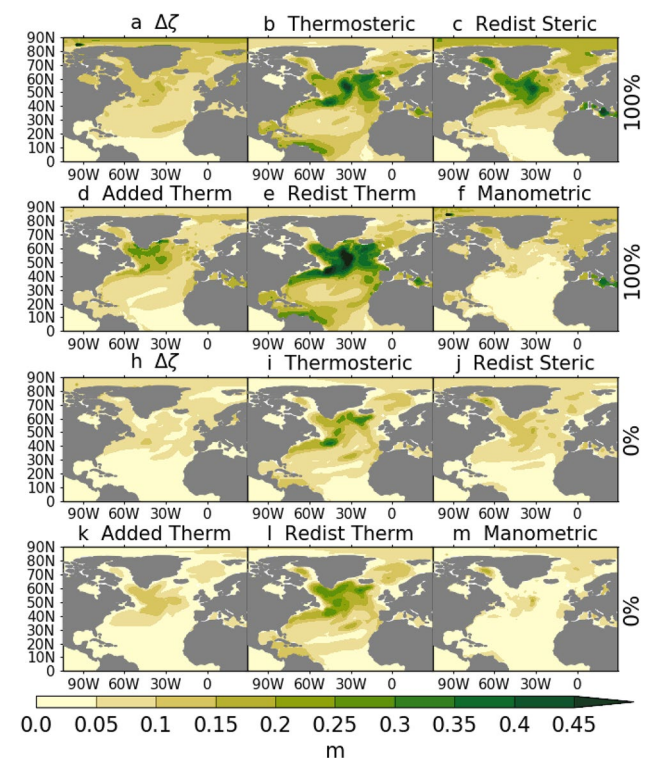 a Δζ
b Thermosteric
c Redist Steric
90N
80N
70N
60N
50N
40N
30N
20N
10N
0
100%
90W 60W 30W 0 90W 60W 30W 0 90W 60W 30W 0
d Added Therm
e Redist Therm
f Manometric
90N
80N
70N
60N
50N
40N
30N
20N
10N
0
100%
90W 60W 30W 0 90W 60W 30W 0 90W 60W 30W 0
h Δζ
i Thermosteric
j Redist Steric
90N
80N
70N
60N
50N
40N
30N
20N
10N
0
0%
90W 60W 30W 0 90W 60W 30W 0 90W 60W 30W 0
k Added Therm
l Redist Therm
m Manometric
90N
80N
70N
60N
50N
40N
30N
20N
10N
0
0%
90W 60W 30W 0 90W 60W 30W 0 90W 60W 30W 0
0.0 0.05 0.1 0.15 0.2 0.25 0.3 0.35 0.4 0.45
m